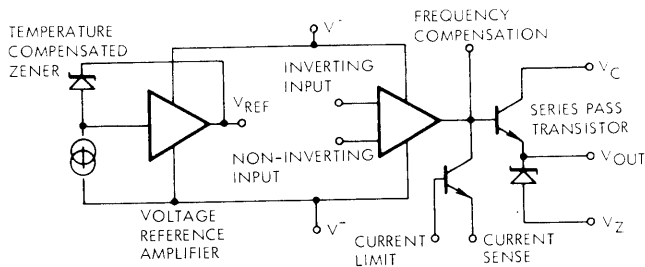 FREQUENCY
COMPENSATION
TEMPERATURE
COMPENSATED
ZENER
V-
INVERTING
INPUT
VREF
NON-INVERTING
INPUT
VC
SERIES PASS
TRANSISTOR
VOUT
VZ
VOLTAGE
REFERENCE
AMPLIFIER
V-
CURRENT
LIMIT
CURRENT
SENSE